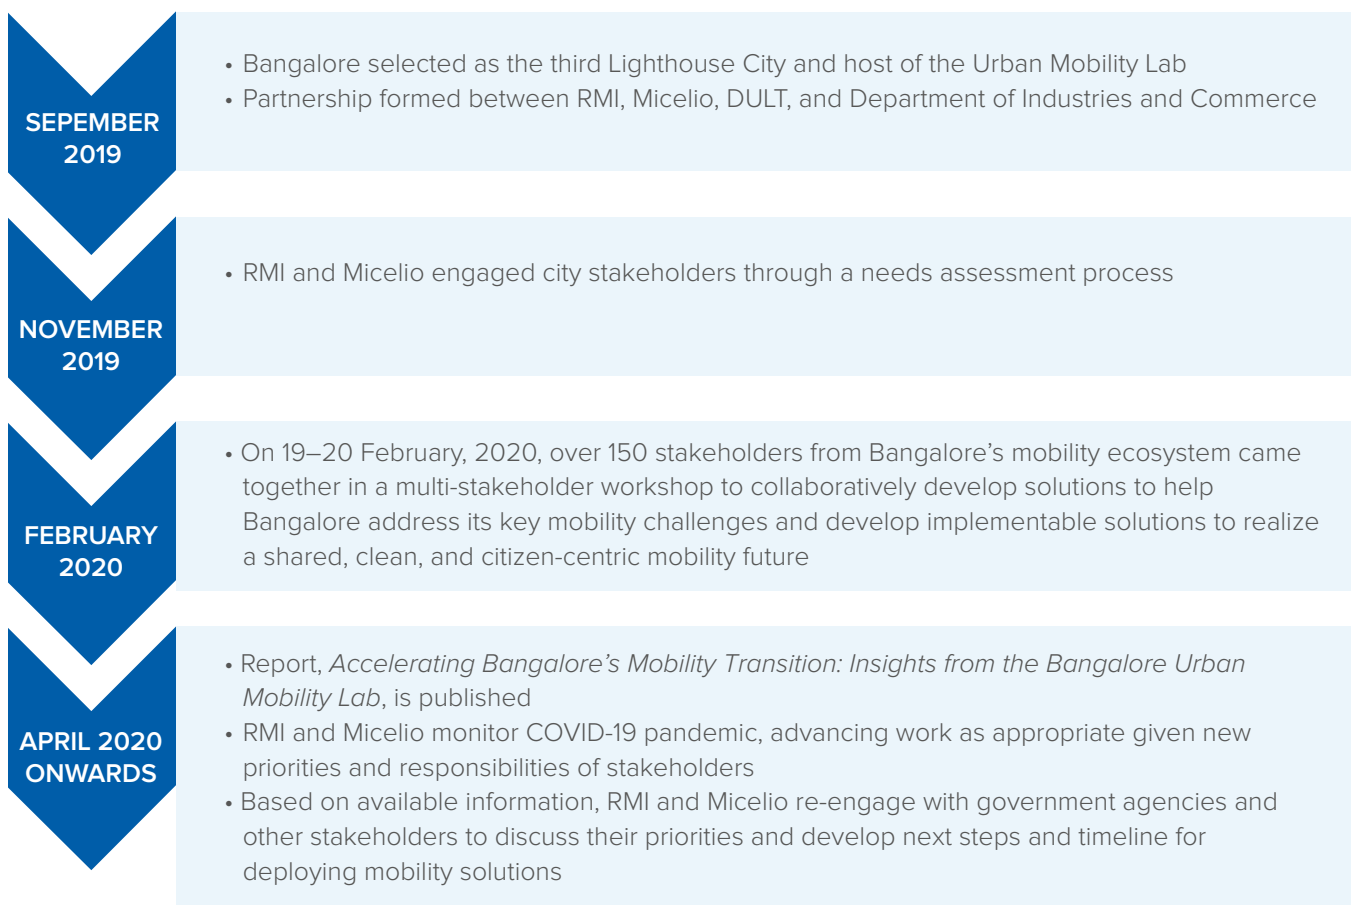 SEPEMBER
2019
• Bangalore selected as the third Lighthouse City and host of the Urban Mobility Lab
• Partnership formed between RMI, Micelio, DULT, and Department of Industries and Commerce
NOVEMBER
2019
• RMI and Micelio engaged city stakeholders through a needs assessment process
FEBRUARY
2020
• On 19–20 February, 2020, over 150 stakeholders from Bangalore’s mobility ecosystem came
together in a multi-stakeholder workshop to collaboratively develop solutions to help
Bangalore address its key mobility challenges and develop implementable solutions to realize
a shared, clean, and citizen-centric mobility future
APRIL 2020
ONWARDS
• Report, Accelerating Bangalore’s Mobility Transition: Insights from the Bangalore Urban
Mobility Lab, is published
• RMI and Micelio monitor COVID-19 pandemic, advancing work as appropriate given new
priorities and responsibilities of stakeholders
• Based on available information, RMI and Micelio re-engage with government agencies and
other stakeholders to discuss their priorities and develop next steps and timeline for
deploying mobility solutions